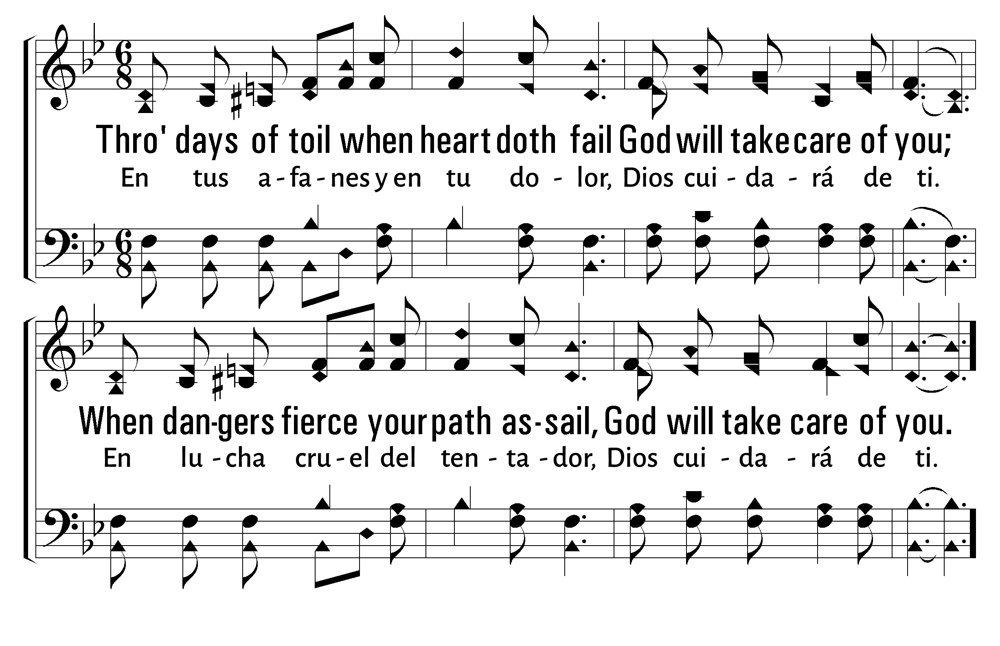 Thro' days of toil when heart doth fail God will take care of you;
En tus a-fa-nes y en tu do - lor, Dios cui - da - rá de ti.
When dan-gers fierce your path as-sail, God will take care of you.
En lu-cha cru-el del ten - ta - dor, Dios cui - da - rá de ti.